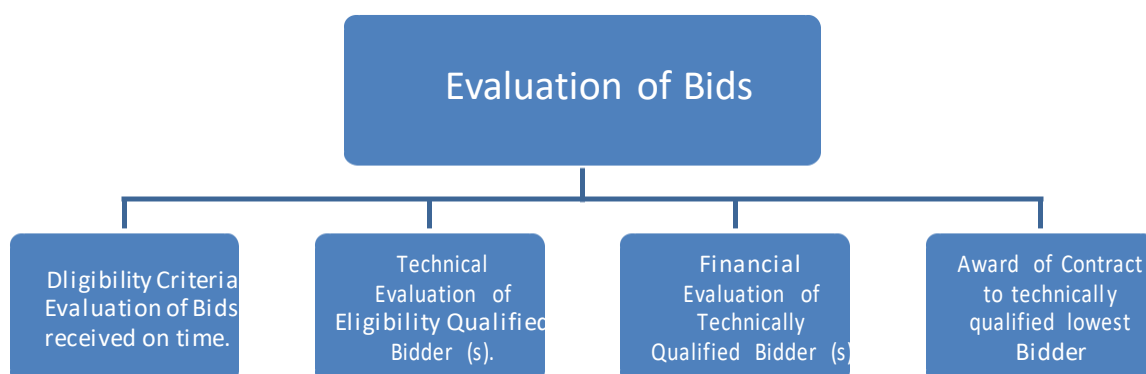 Evaluation of Bids
Dligibility Criteria
Evaluation of Bids
received on time.
Technical
Evaluation of
Eligibility Qualified
Bidder (s).
Financial
Evaluation of
Technically
Qualified Bidder (s)
Award of Contract
to technically
qualified lowest
Bidder